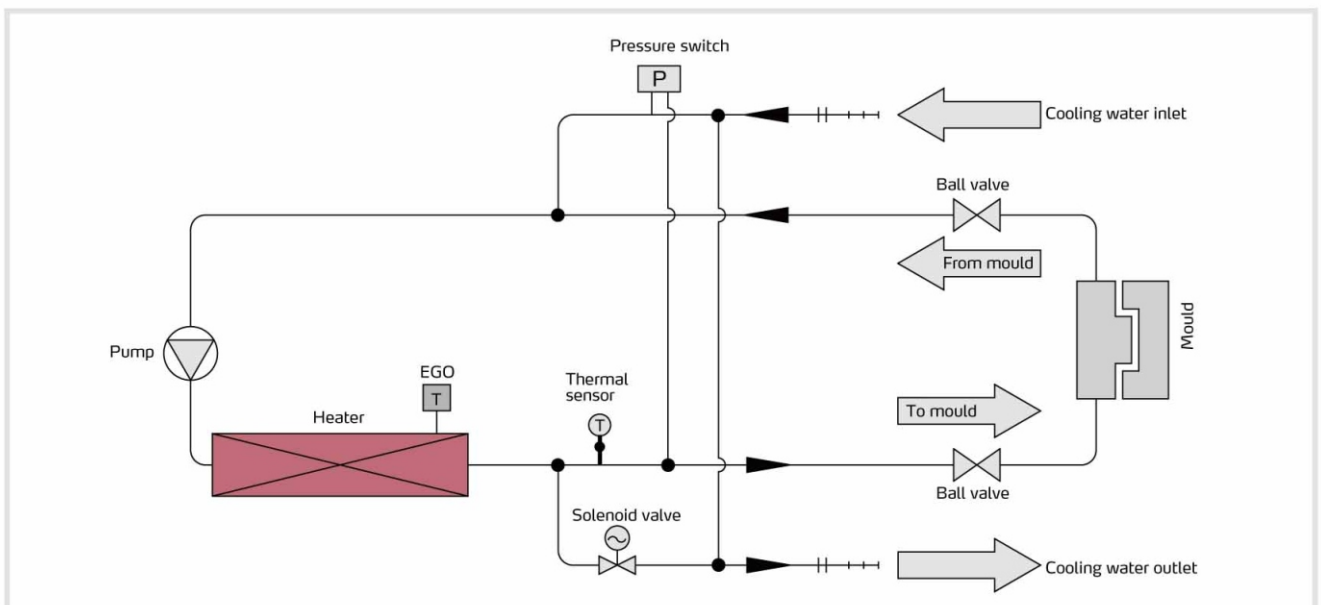 Pressure switch
P
Cooling water inlet
Ball valve
From mould
Mould
Pump
EGO
T
Thermal
sensor
T
Heater
To mould
Ball valve
Solenoid valve
Cooling water outlet